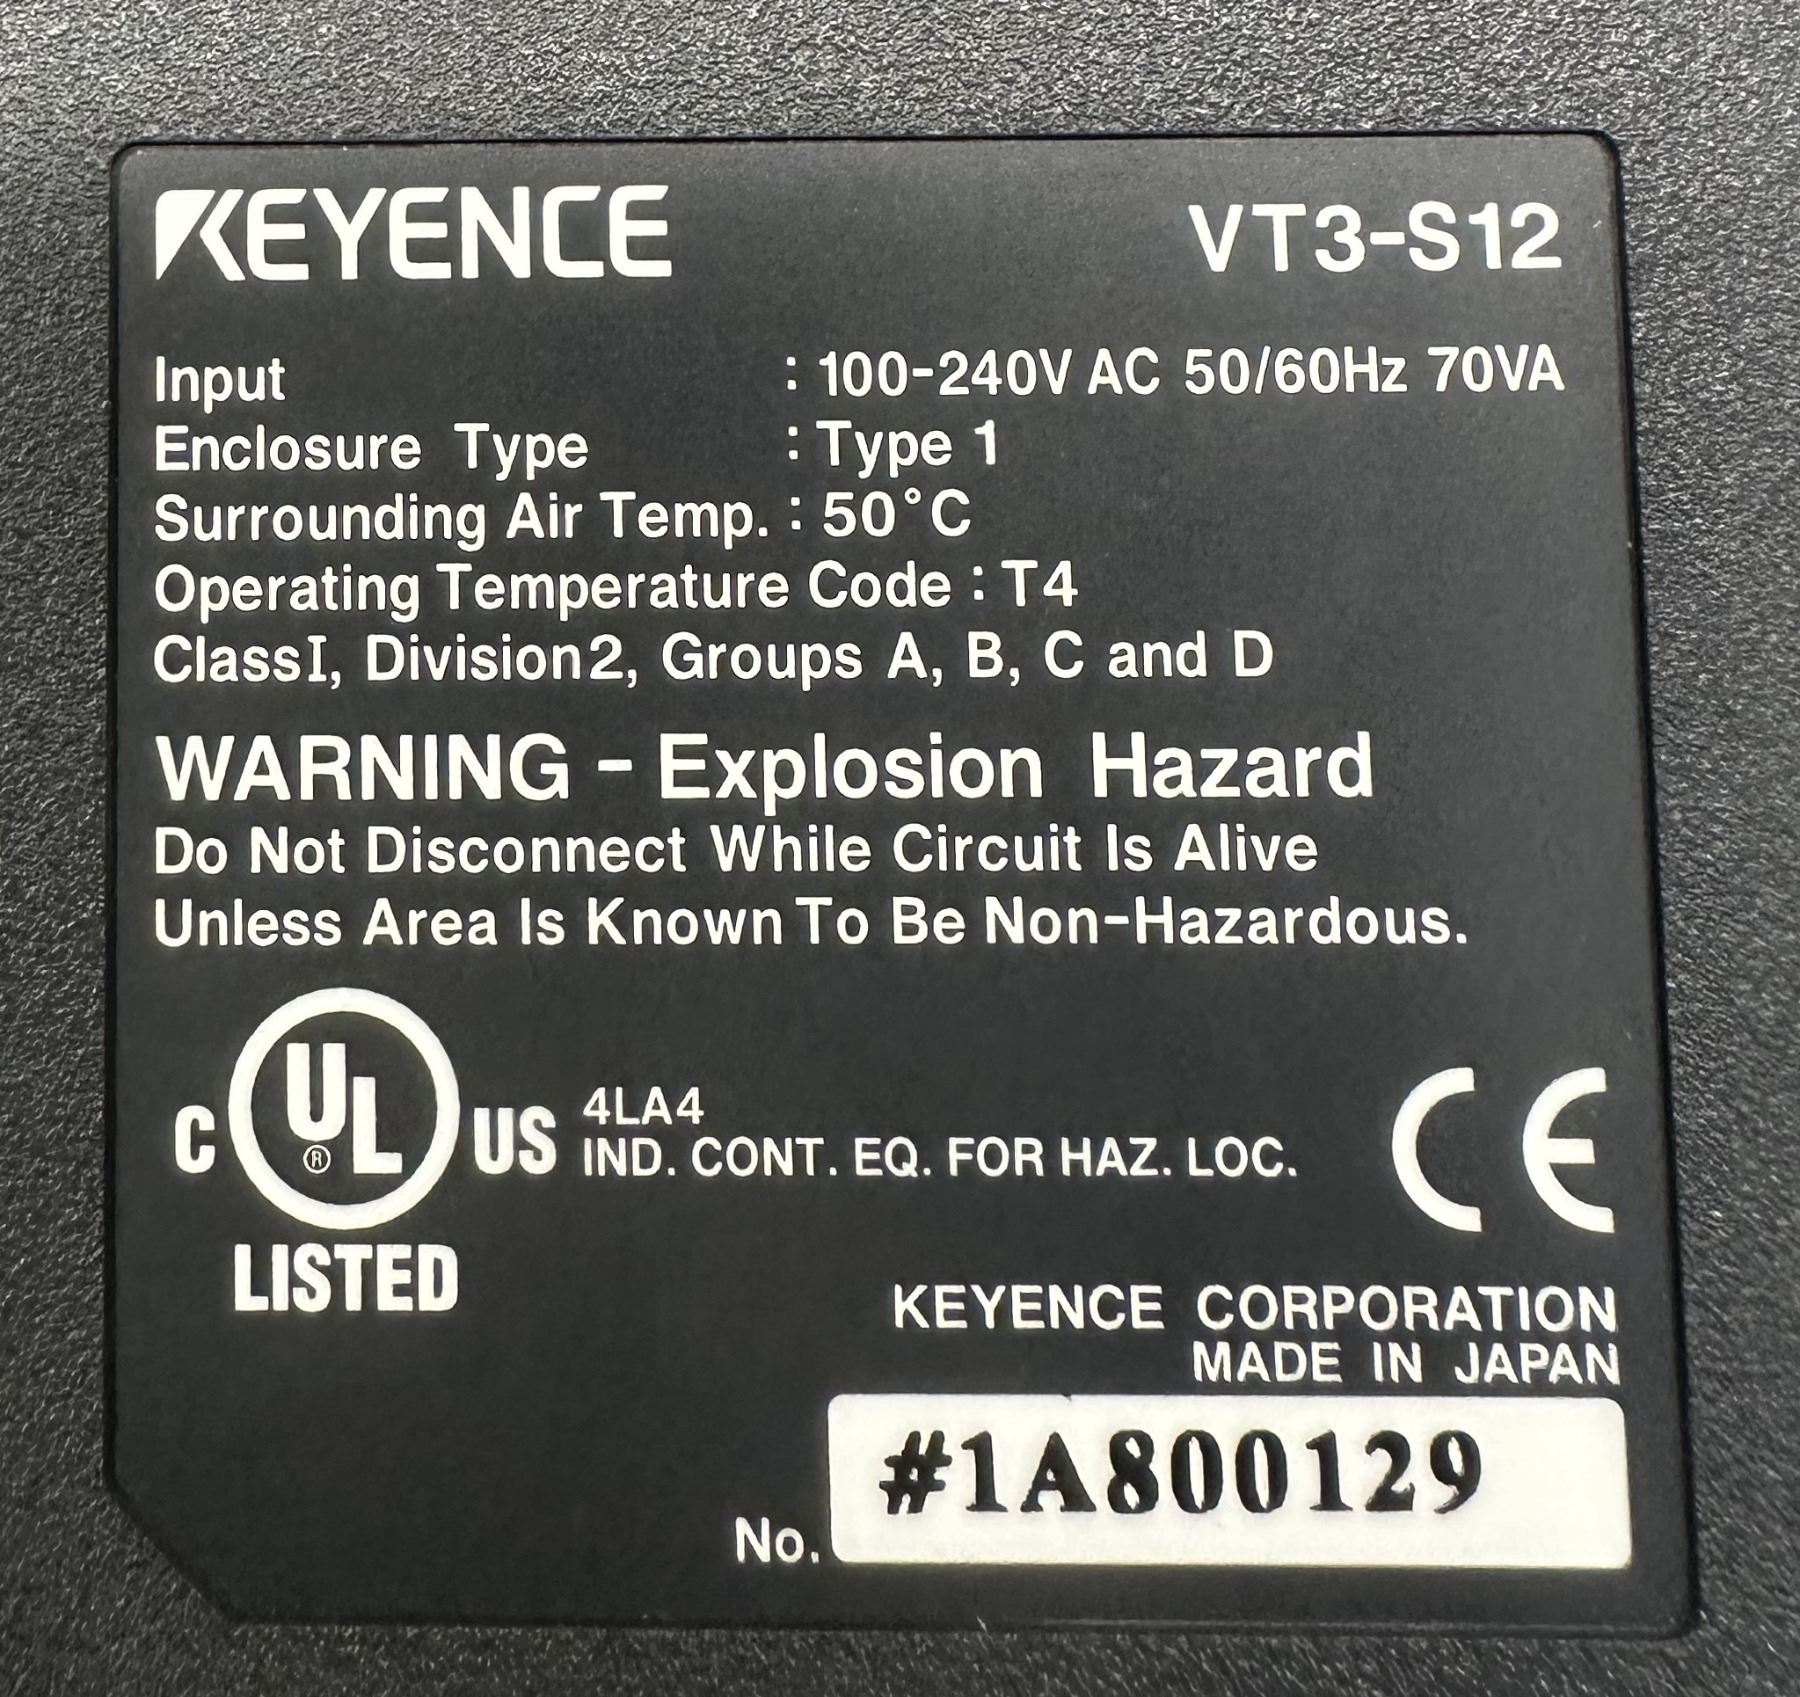 KEYENCE VT3-S12
Input : 100-240V AC 50/60Hz 70VA
Enclosure Type : Type 1
Surrounding Air Temp. : 50°C
Operating Temperature Code : T4
ClassI, Division2, Groups A, B, C and D
WARNING - Explosion Hazard
Do Not Disconnect While Circuit Is Alive
Unless Area Is Known To Be Non-Hazardous.
C UL ® US
4LA4
IND. CONT. EQ. FOR HAZ. LOC.
CE
LISTED
KEYENCE CORPORATION
MADE IN JAPAN
No. #1A800129